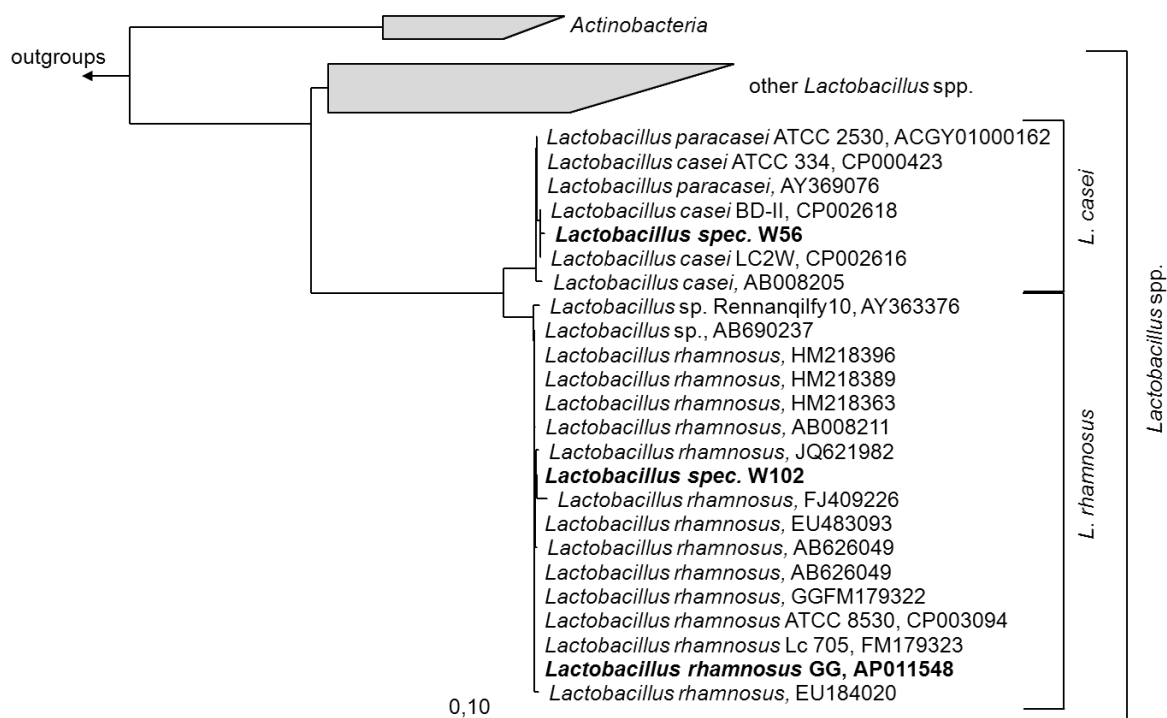 Actinobacteria
outgroups
other Lactobacillus spp.
Lactobacillus paracasei ATCC 2530, ACGY01000162
Lactobacillus casei ATCC 334, CP000423
Lactobacillus paracasei, AY369076
Lactobacillus casei BD-II, CP002618
Lactobacillus spec. W56
Lactobacillus casei LC2W, CP002616
Lactobacillus casei, AB008205
L. casei
Lactobacillus sp. Rennanqilfy10, AY363376
Lactobacillus sp., AB690237
Lactobacillus rhamnosus, HM218396
Lactobacillus rhamnosus, HM218389
Lactobacillus rhamnosus, HM218363
Lactobacillus rhamnosus, AB008211
Lactobacillus rhamnosus, JQ621982
Lactobacillus spec. W102
Lactobacillus rhamnosus, FJ409226
Lactobacillus rhamnosus, EU483093
Lactobacillus rhamnosus, AB626049
Lactobacillus rhamnosus, AB626049
Lactobacillus rhamnosus, GGFM179322
Lactobacillus rhamnosus ATCC 8530, CP003094
Lactobacillus rhamnosus Lc 705, FM179323
Lactobacillus rhamnosus GG, AP011548
Lactobacillus rhamnosus, EU184020
L. rhamnosus
Lactobacillus spp.
0,10